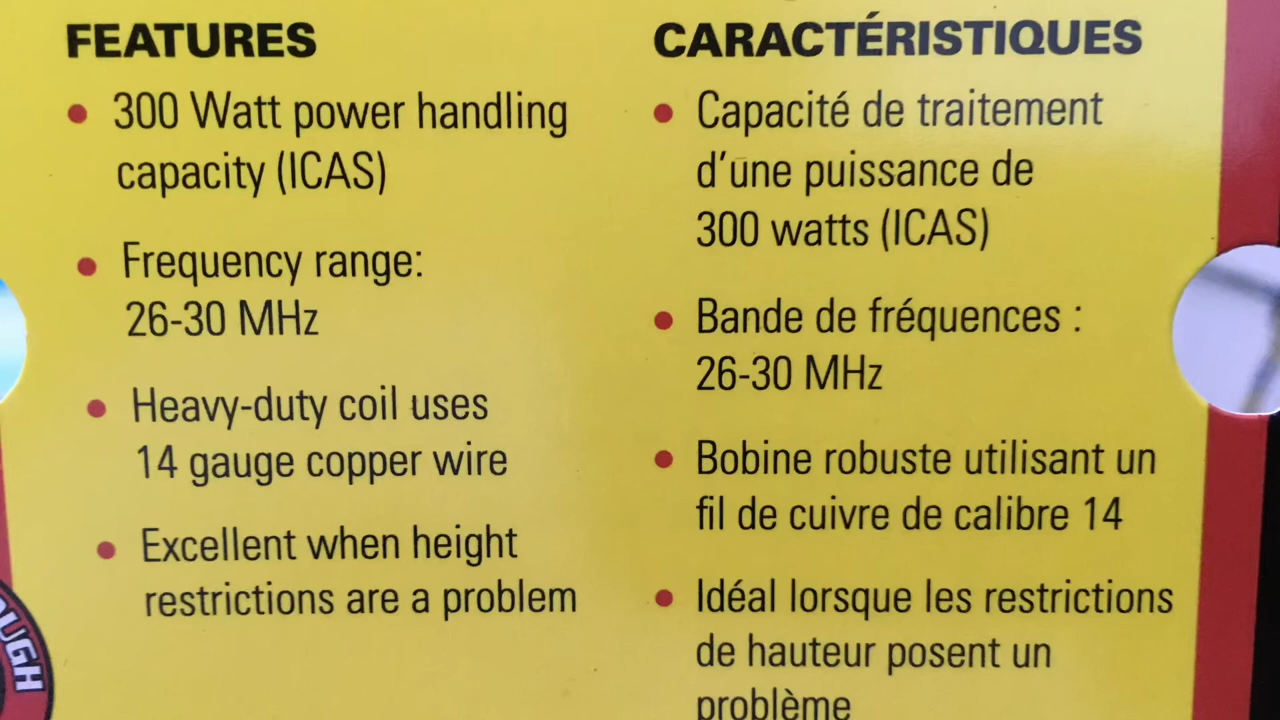 FEATURES
• 300 Watt power handling
capacity (ICAS)
• Frequency range:
26-30 MHz
• Heavy-duty coil uses
14 gauge copper wire
• Excellent when height
restrictions are a problem
CARACTÉRISTIQUES
• Capacité de traitement
d'une puissance de
300 watts (ICAS)
• Bande de fréquences :
26-30 MHz
• Bobine robuste utilisant un
fil de cuivre de calibre 14
• Idéal lorsque les restrictions
de hauteur posent un
problème